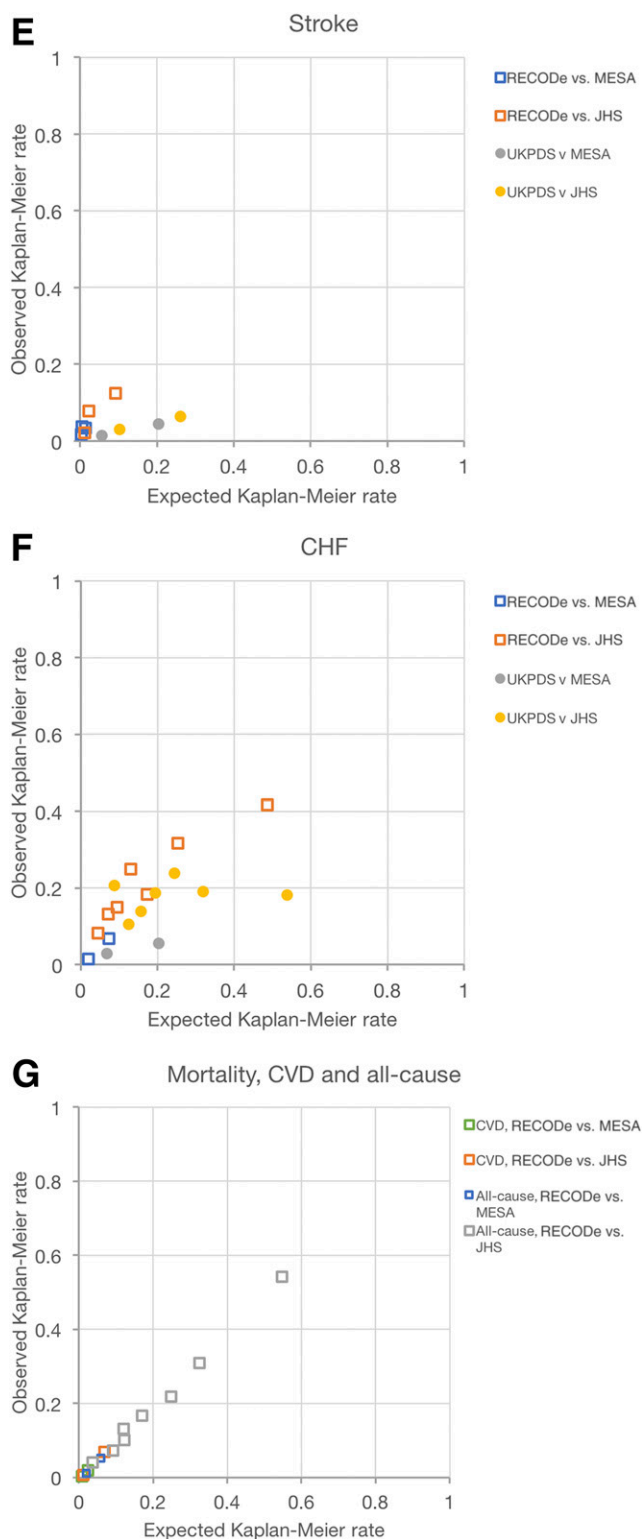 E
Stroke
1
0.8
0.6
0.4
0.2
0
0
0.2
0.4
0.6
0.8
1
Observed Kaplan-Meier rate
Expected Kaplan-Meier rate
RECODe vs. MESA
RECODe vs. JHS
UKPDS v MESA
UKPDS v JHS
F
CHF
1
0.8
0.6
0.4
0.2
0
0
0.2
0.4
0.6
0.8
1
Observed Kaplan-Meier rate
Expected Kaplan-Meier rate
RECODe vs. MESA
RECODe vs. JHS
UKPDS v MESA
UKPDS v JHS
G
Mortality, CVD and all-cause
1
0.8
0.6
0.4
0.2
0
0
0.2
0.4
0.6
0.8
1
Observed Kaplan-Meier rate
Expected Kaplan-Meier rate
CVD, RECODe vs. MESA
CVD, RECODe vs. JHS
All-cause, RECODe vs.
MESA
All-cause, RECODe vs.
JHS